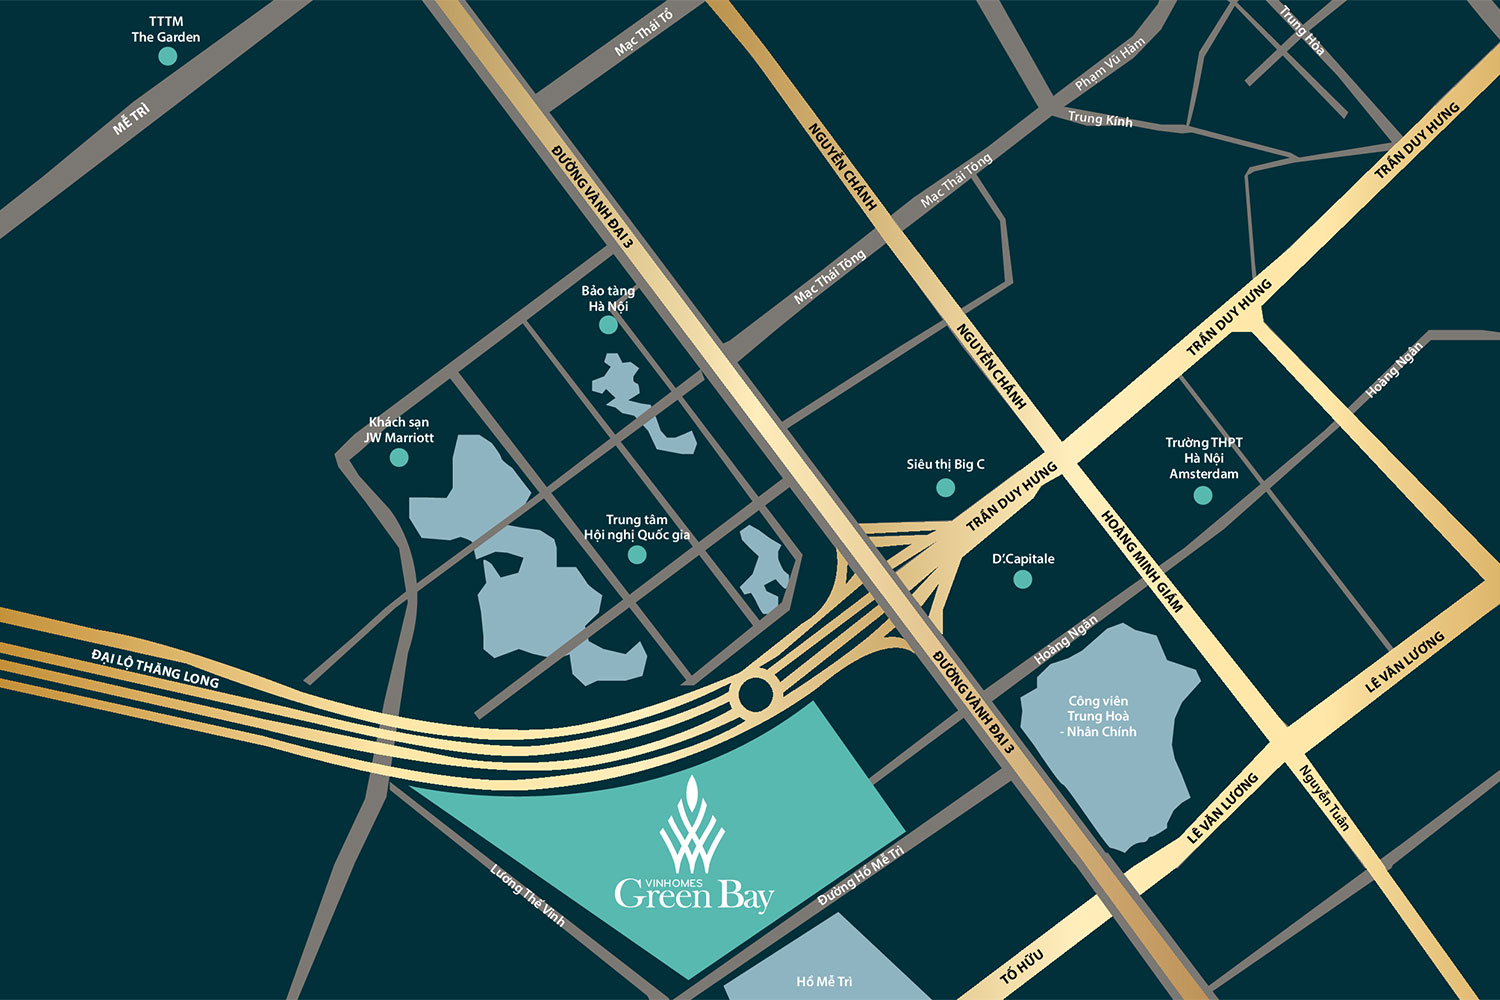 TTTM
The Garden
MỄ TRÌ
Mạc Thái Tổ
Trung Hòa
Phạm Vũ Hàm
Trung Kính
TRẦN DUY HƯNG
NGUYỄN CHÁNH
Mạc Thái Tông
ĐƯỜNG VÀNH ĐAI 3
Mạc Thái Tông
Bảo tàng
Hà Nội
TRẦN DUY HƯNG
NGUYỄN CHÁNH
Hoàng Ngân
Khách sạn
JW Marriott
Siêu thị Big C
Trường THPT
Hà Nội
Amsterdam
TRẦN DUY HƯNG
Trung tâm
Hội nghị Quốc gia
D'.Capitale
HOÀNG MINH GIÁM
Hoàng Ngân
ĐẠI LỘ THĂNG LONG
LÊ VĂN LƯƠNG
ĐƯỜNG VÀNH ĐAI 3
Công viên
Trung Hoà
- Nhân Chính
LÊ VĂN LƯƠNG
Nguyễn Tuân
VINHOMES
Green Bay
Đường Hồ Mễ Trì
Lương Thế Vinh
TỐ HỮU
Hồ Mễ Trì